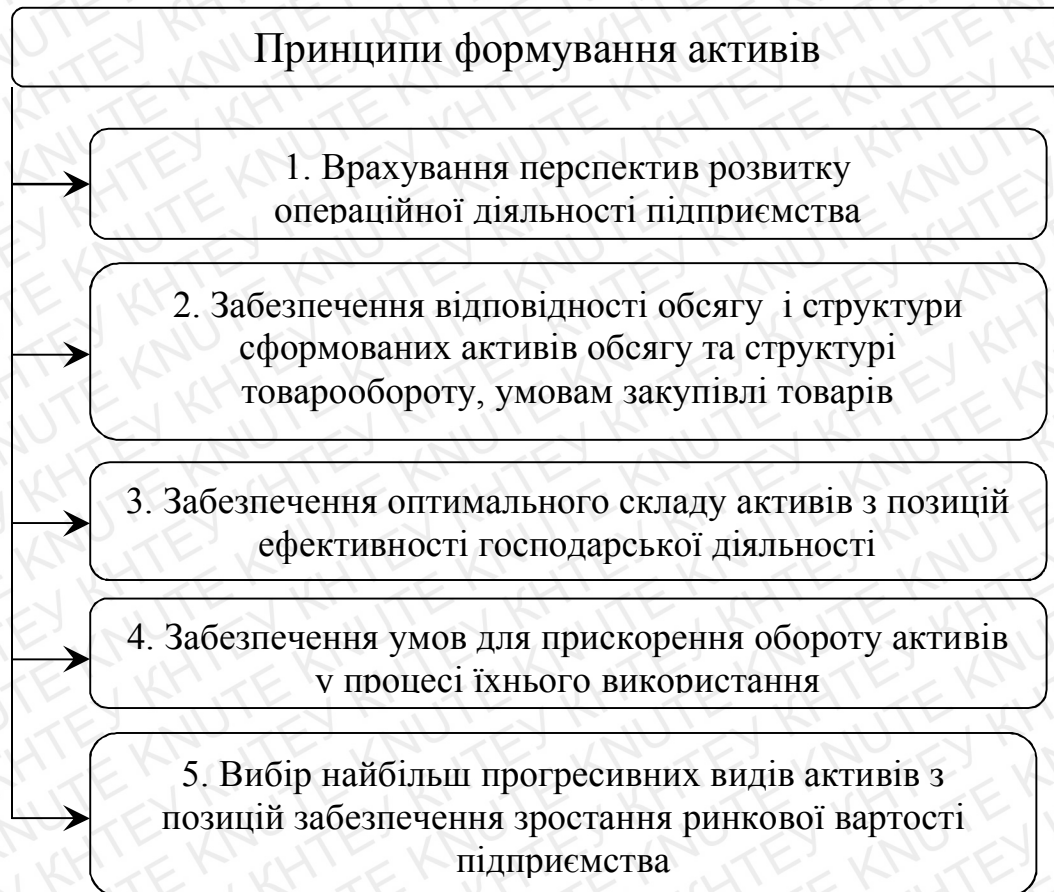 Принципи формування активів
1. Врахування перспектив розвитку
операційної діяльності підприємства
2. Забезпечення відповідності обсягу і структури
сформованих активів обсягу та структурі
товарообороту, умовам закупівлі товарів
3. Забезпечення оптимального складу активів з позицій
ефективності господарської діяльності
4. Забезпечення умов для прискорення обороту активів
у процесі їхнього використання
5. Вибір найбільш прогресивних видів активів з
позицій забезпечення зростання ринкової вартості
підприємства